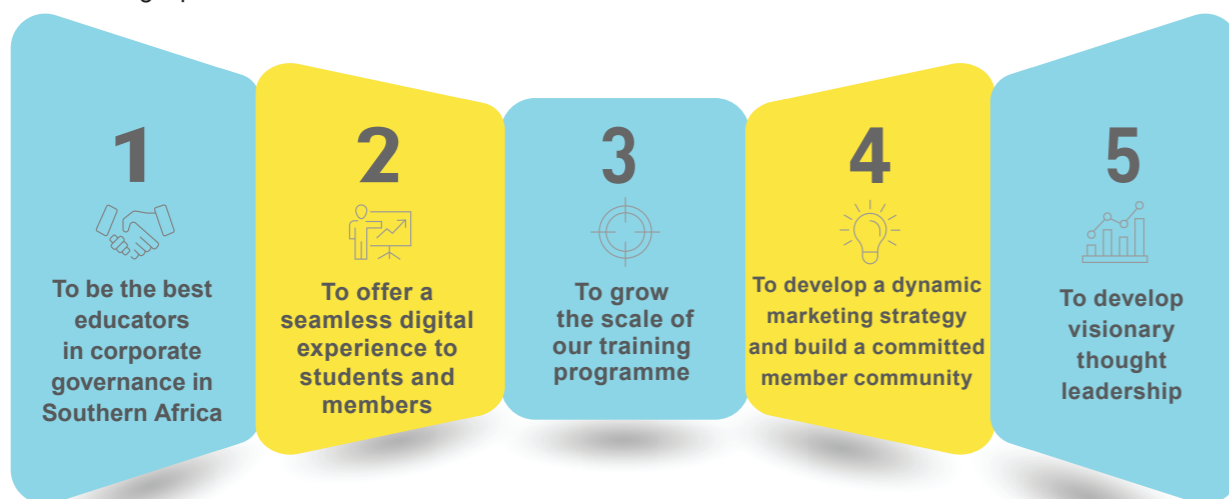 1
To be the best
educators
in corporate
governance in
Southern Africa
2
To offer a
seamless digital
experience to
students and
members
3
To grow
the scale of
our training
programme
4
To develop a dynamic
marketing strategy
and build a committed
member community
5
To develop
visionary
thought
leadership